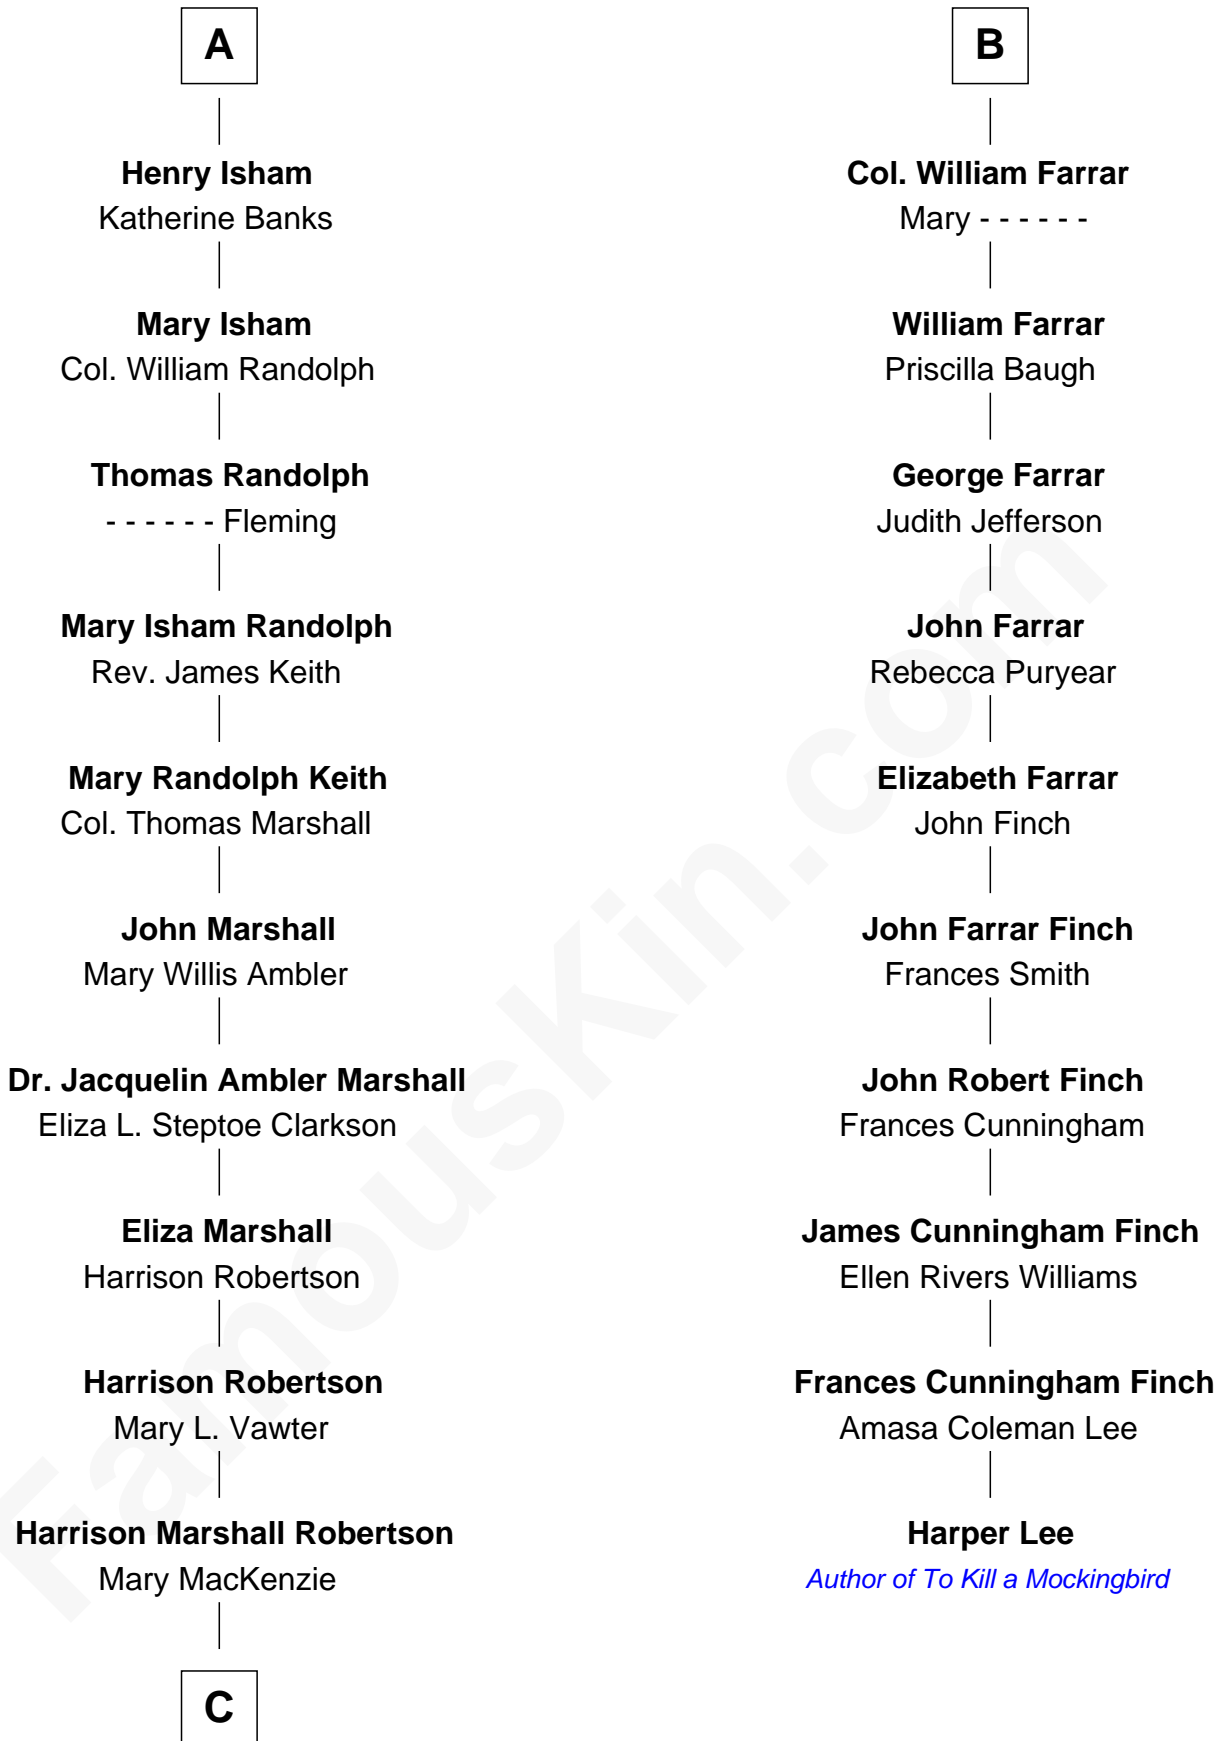 A
Henry Isham
Katherine Banks
Mary Isham
Col. William Randolph
Thomas Randolph
- - - - - - Fleming
Mary Isham Randolph
Rev. James Keith
Mary Randolph Keith
Col. Thomas Marshall
John Marshall
Mary Willis Ambler
Dr. Jacquelin Ambler Marshall
Eliza L. Steptoe Clarkson
Eliza Marshall
Harrison Robertson
Harrison Robertson
Mary L. Vawter
Harrison Marshall Robertson
Mary MacKenzie
C
B
Col. William Farrar
Mary - - - - - -
William Farrar
Priscilla Baugh
George Farrar
Judith Jefferson
John Farrar
Rebecca Puryear
Elizabeth Farrar
John Finch
John Farrar Finch
Frances Smith
John Robert Finch
Frances Cunningham
James Cunningham Finch
Ellen Rivers Williams
Frances Cunningham Finch
Amasa Coleman Lee
Harper Lee
Author of To Kill a Mockingbird
FamousKin.com